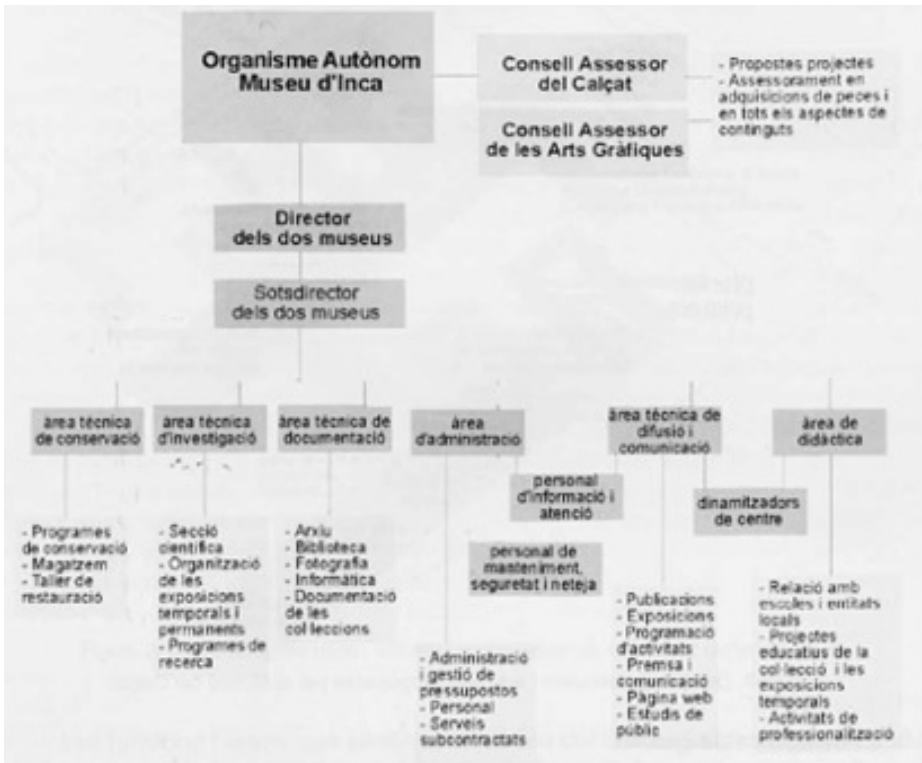 Organisme Autònom
Museu d'Inca
Consell Assessor
del Calçat
Consell Assessor
de les Arts Gràfiques
- Propostes projectes
- Assessorament en
adquisicions de peces i
en tots els aspectes de
continguts
Director
dels dos museus
Sotsdirector
dels dos museus
àrea tècnica
de conservació
àrea tècnica
d'investigació
àrea tècnica de
documentació
àrea
d'administració
àrea tècnica de
difusió i
comunicació
àrea de
didàctica
personal
d'informació i
atenció
dinamitzadors
de centre
personal de
manteniment,
seguretat i neteja
- Programes
de conservació
- Magatzem
- Taller de
restauració
- Secció
científica
- Organització
de les
exposicions
temporals i
permanents
- Programes de
recerca
- Arxiu
- Biblioteca
- Fotografia
- Informàtica
- Documentació
de les
col·leccions
- Administració
i gestió de
pressupostos
- Personal
- Serveis
subcontractats
- Publicacions
- Exposicions
- Programació
d'activitats
- Premsa i
comunicació
- Pàgina web
- Estudis de
públic
- Relació amb
escoles i entitats
locals
- Projectes
educatius de la
col·lecció i les
exposicions
temporals
- Activitats de
professionalització